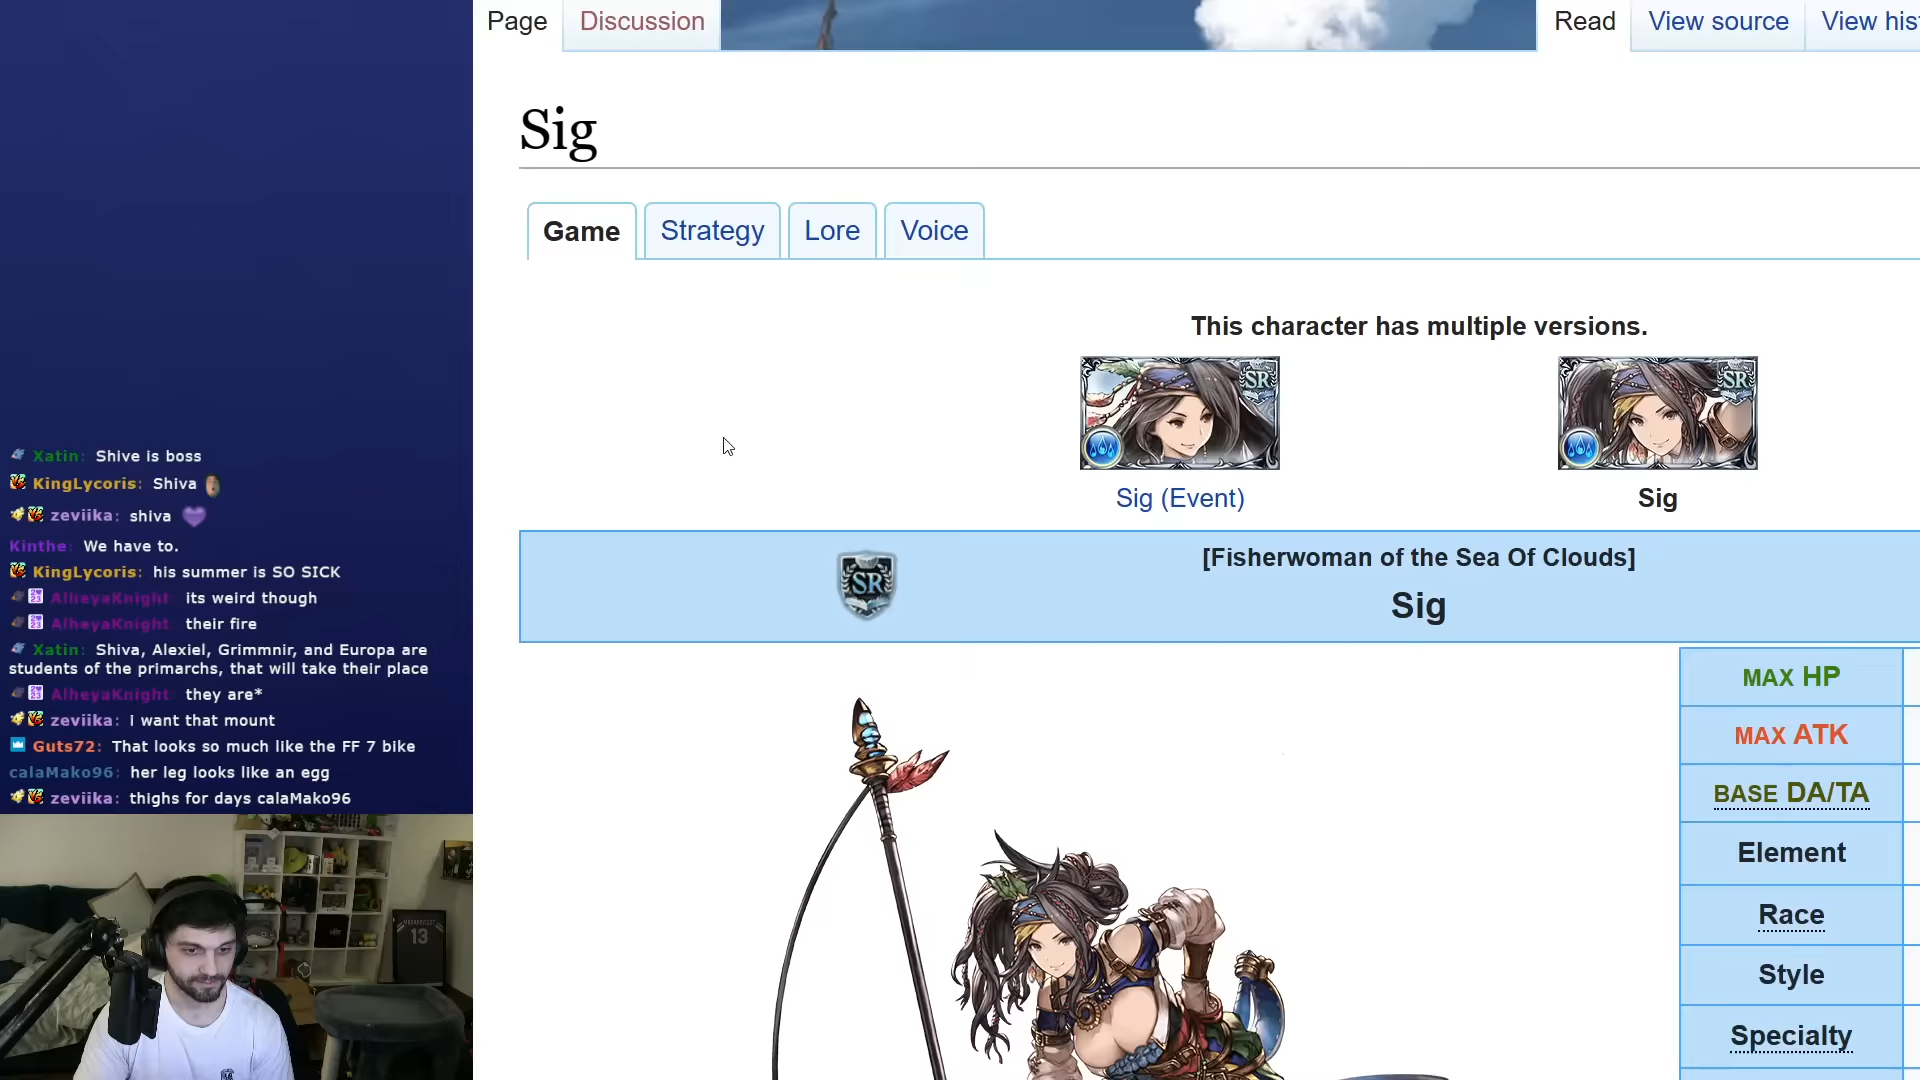 Page
Discussion
Read
View source
View his
Sig
Game
Strategy
Lore
Voice
This character has multiple versions.
SR
SR
Sig (Event)
Sig
SR
[Fisherwoman of the Sea Of Clouds]
Sig
MAX HP
MAX ATK
BASE DA/TA
Element
Race
Style
Specialty
Xatin: Shive is boss
KingLycoris: Shiva
zeviika: shiva
Kinthe: We have to.
KingLycoris: his summer is SO SICK
AlheyaKnight: its weird though
AlheyaKnight: their fire
Xatin: Shiva, Alexiel, Grimmnir, and Europa are
students of the primarchs, that will take their place
AlheyaKnight: they are*
zeviika: i want that mount
Guts72: That looks so much like the FF 7 bike
calaMako96: her leg looks like an egg
zeviika: thighs for days calaMako96
13